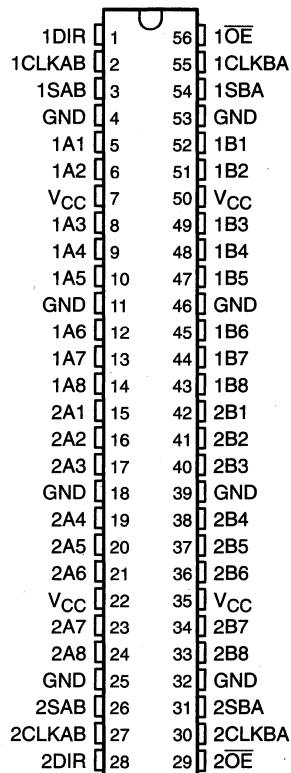 1DIR 1 56 1O̅E̅
1CLKAB 2 55 1CLKBA
1SAB 3 54 1SBA
GND 4 53 GND
1A1 5 52 1B1
1A2 6 51 1B2
VCC 7 50 VCC
1A3 8 49 1B3
1A4 9 48 1B4
1A5 10 47 1B5
GND 11 46 GND
1A6 12 45 1B6
1A7 13 44 1B7
1A8 14 43 1B8
2A1 15 42 2B1
2A2 16 41 2B2
2A3 17 40 2B3
GND 18 39 GND
2A4 19 38 2B4
2A5 20 37 2B5
2A6 21 36 2B6
VCC 22 35 VCC
2A7 23 34 2B7
2A8 24 33 2B8
GND 25 32 GND
2SAB 26 31 2SBA
2CLKAB 27 30 2CLKBA
2DIR 28 29 2O̅E̅